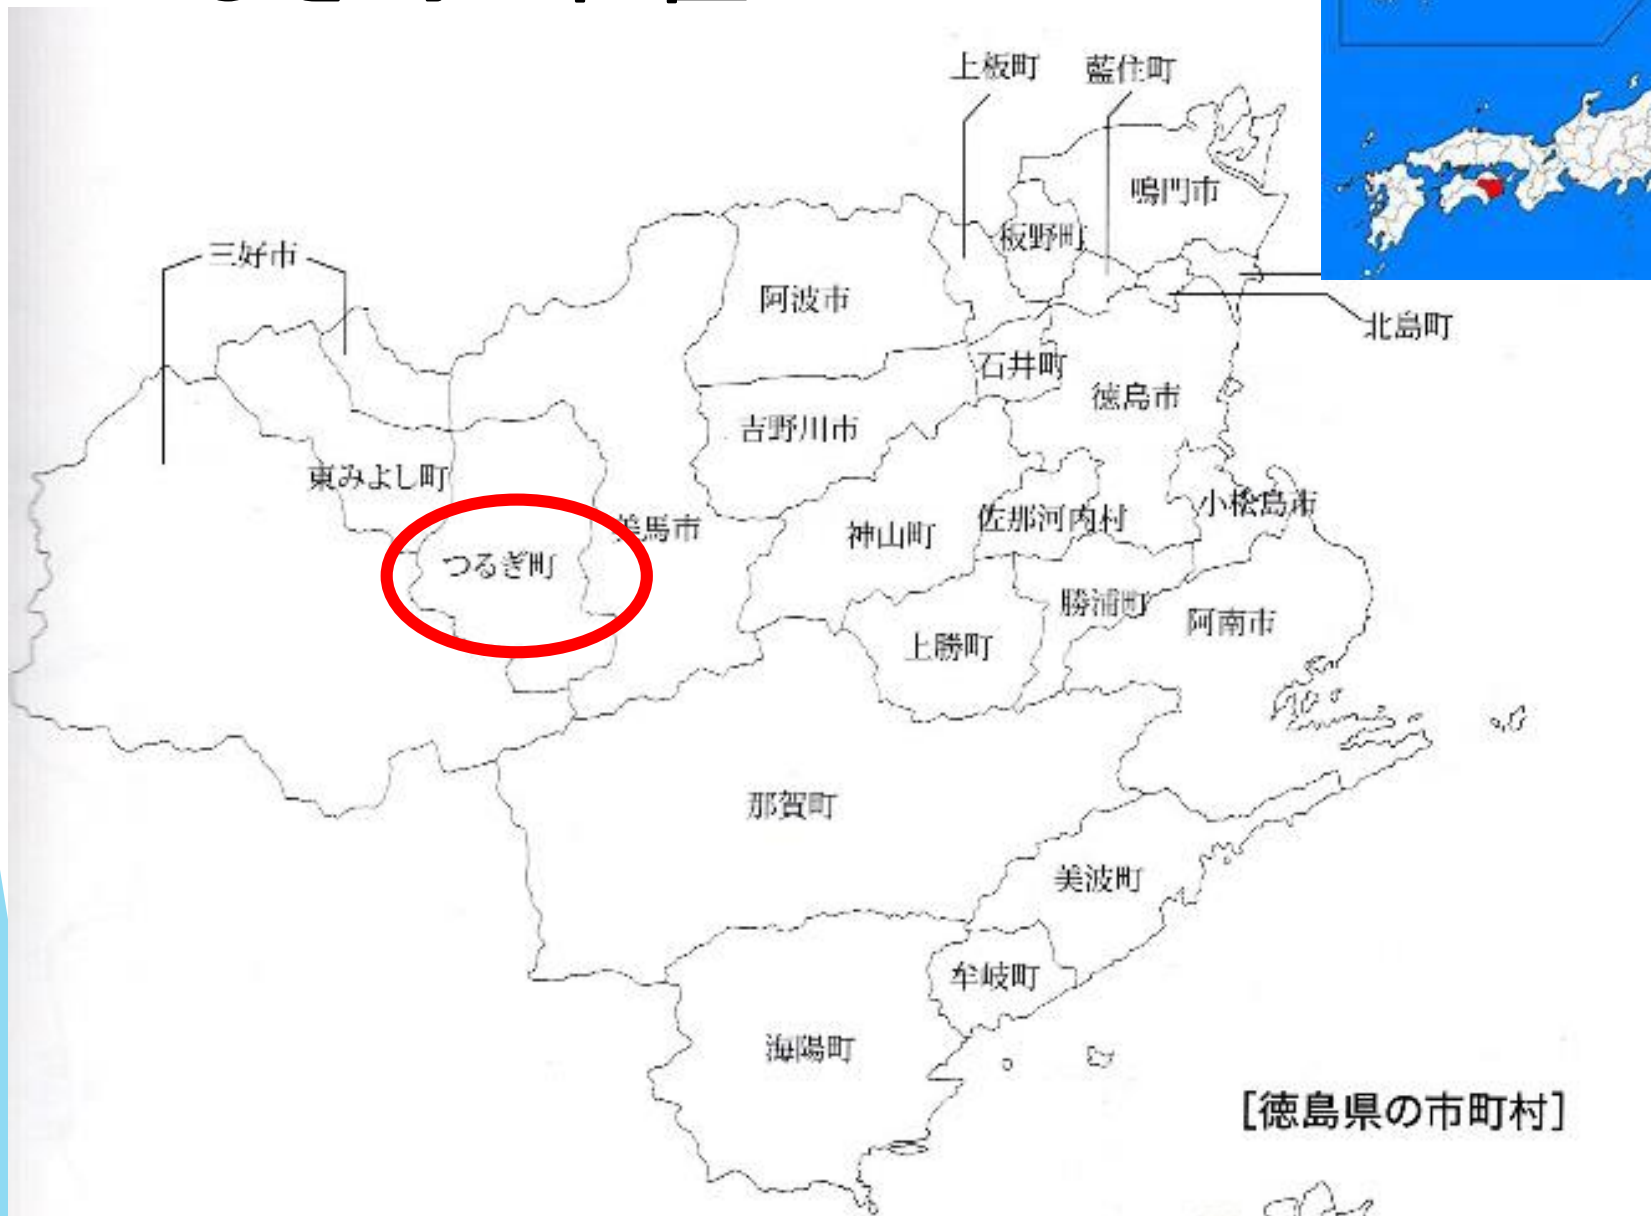 上板町
藍住町
鳴門市
板野町
三好市
阿波市
北島町
石井町
徳島市
吉野川市
東みよし町
小松島市
佐那河内村
美馬市
神山町
つるぎ町
勝浦町
阿南市
上勝町
那賀町
美波町
牟岐町
海陽町
[徳島県の市町村]